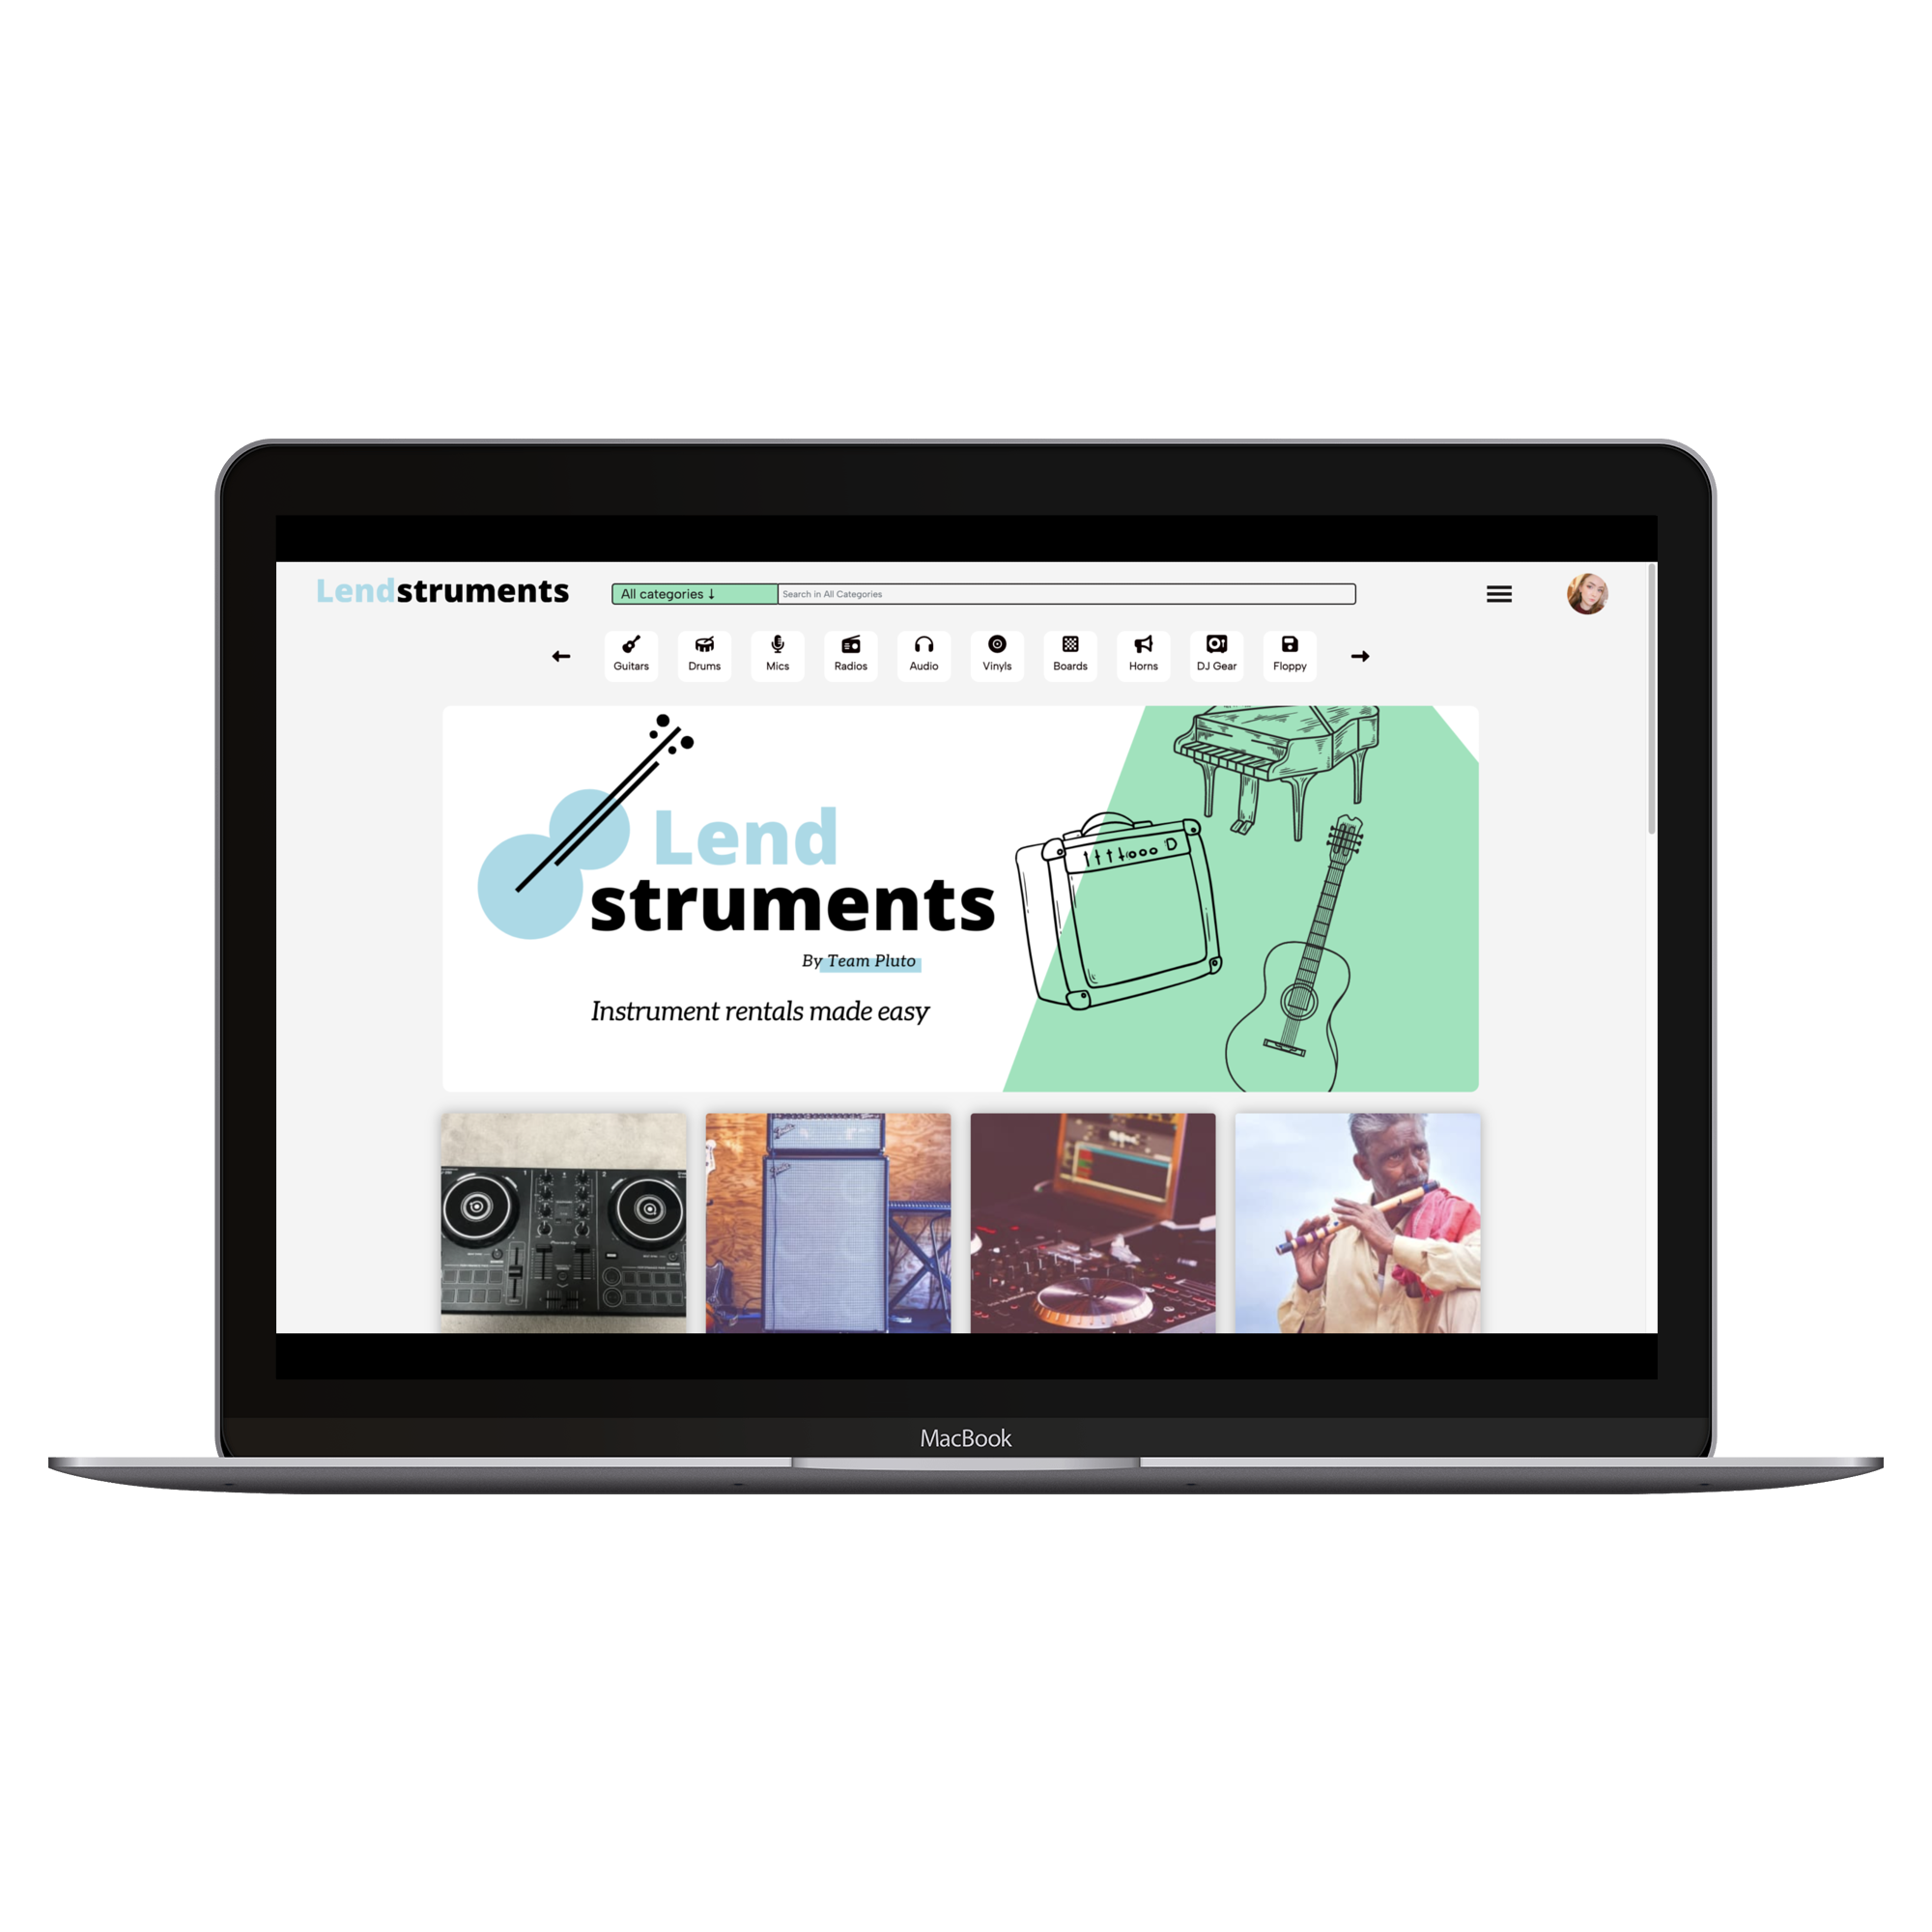 Lendstruments
All categories ↓
Search in All Categories
Guitars
Drums
Mics
Radios
Audio
Vinyls
Boards
Horns
DJ Gear
Floppy
Lend
struments
By Team Pluto
Instrument rentals made easy
MacBook